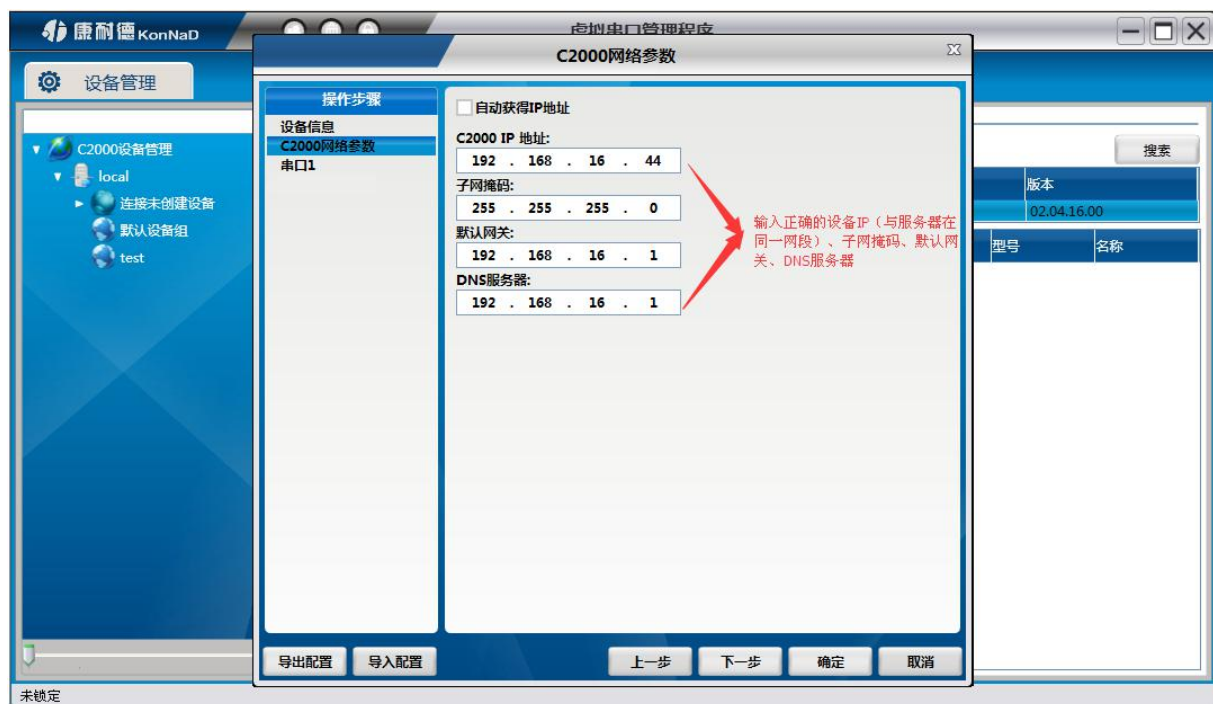 康耐德 KonNaD
虚拟串口管理程序
C2000网络参数
设备管理
操作步骤
设备信息
C2000网络参数
串口1
自动获得IP地址
C2000 IP 地址:
192 . 168 . 16 . 44
子网掩码:
255 . 255 . 255 . 0
默认网关:
192 . 168 . 16 . 1
DNS服务器:
192 . 168 . 16 . 1
输入正确的设备IP（与服务器在
同一网段）、子网掩码、默认网
关、DNS服务器
C2000设备管理
local
连接未创建设备
默认设备组
test
搜索
版本
02.04.16.00
型号 名称
导出配置 导入配置 上一步 下一步 确定 取消
未锁定